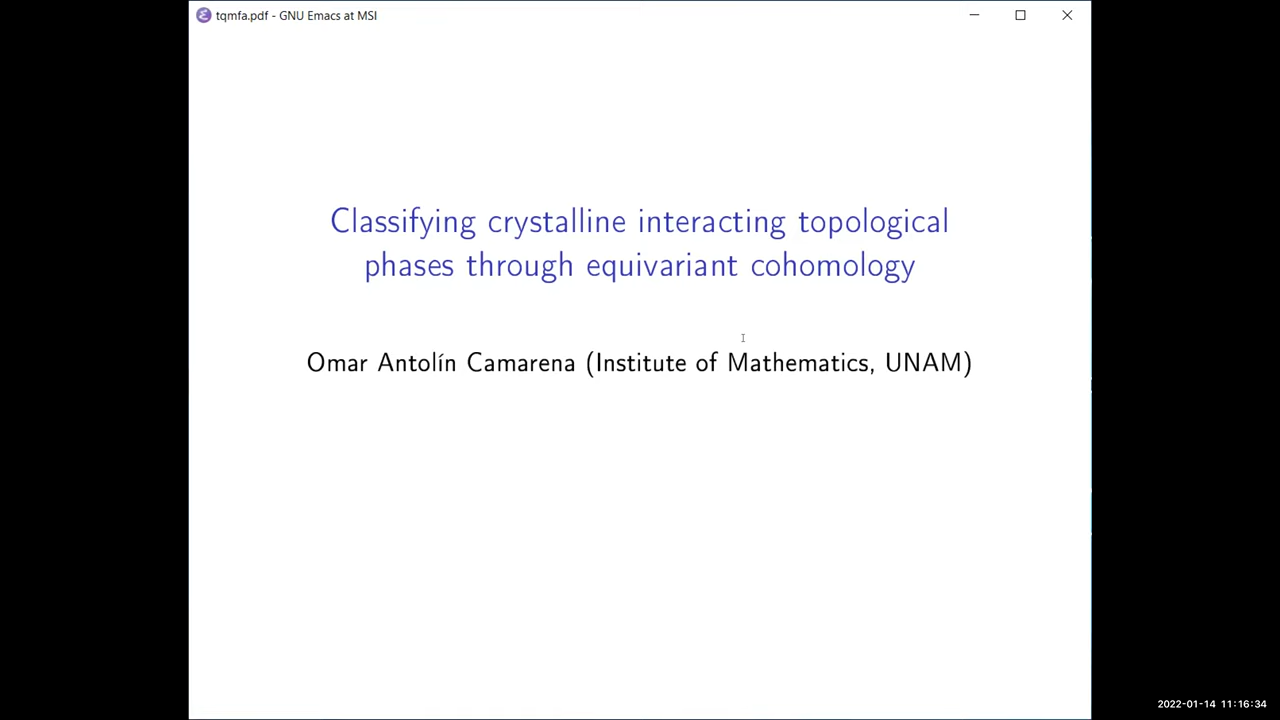 tqmfa.pdf - GNU Emacs at MSI
Classifying crystalline interacting topological
phases through equivariant cohomology
Omar Antolín Camarena (Institute of Mathematics, UNAM)
2022-01-14 11:16:34